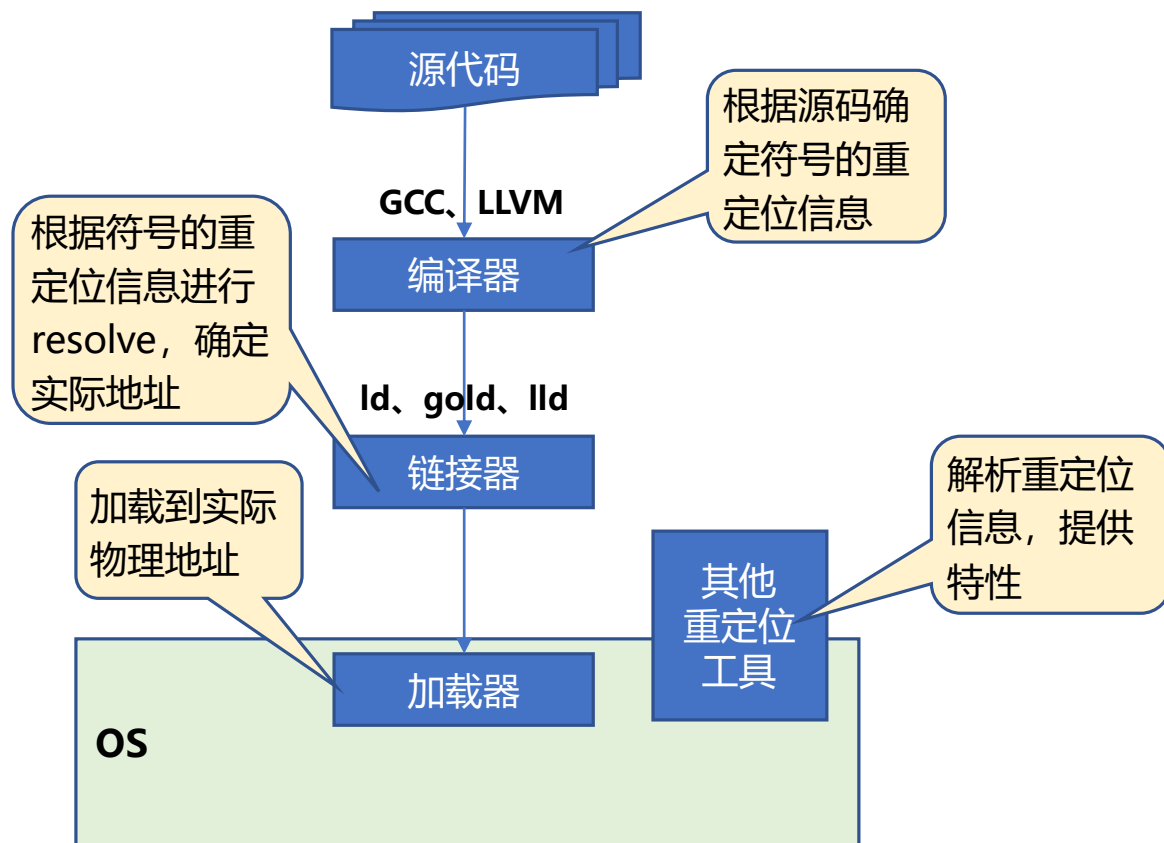 源代码
根据源码确
定符号的重
定位信息
GCC、LLVM
根据符号的重
定位信息进行
resolve，确定
实际地址
编译器
ld、gold、lld
链接器
加载到实际
物理地址
解析重定位
信息，提供
特性
其他
重定位
工具
加载器
OS